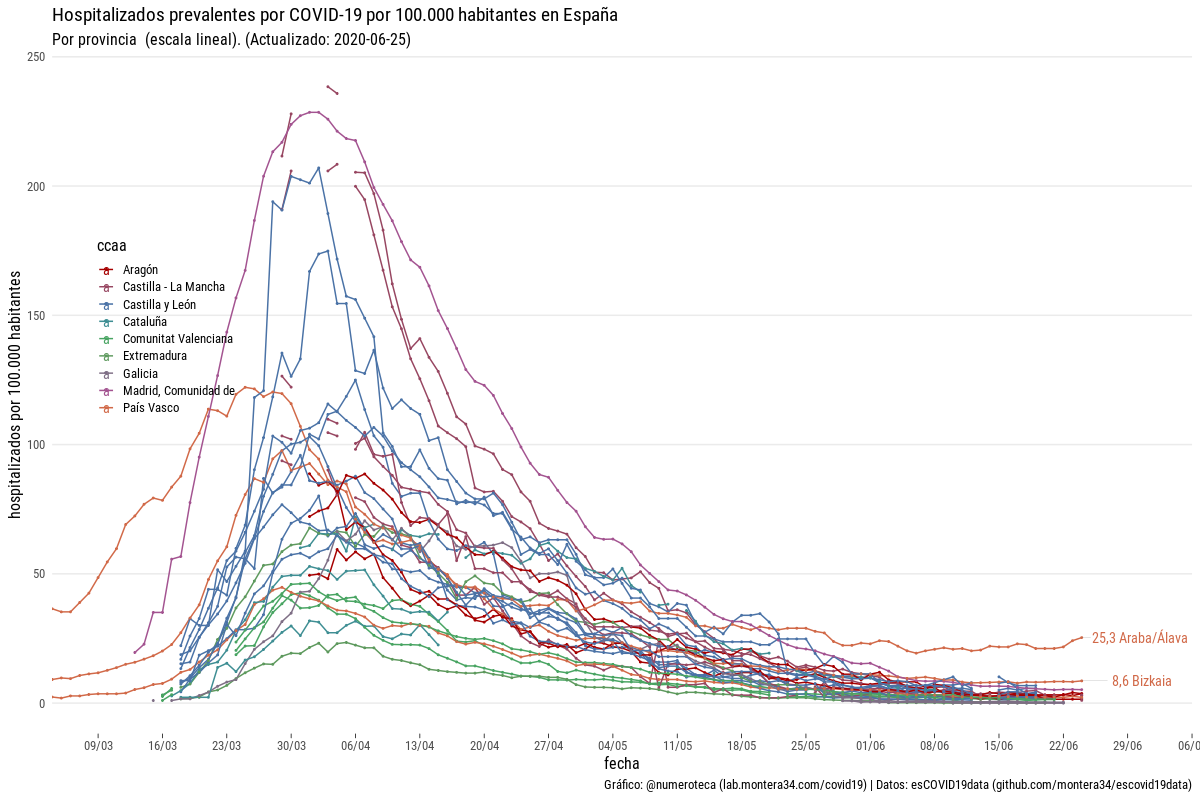 Hospitalizados prevalentes por COVID-19 por 100.000 habitantes en España
Por provincia  (escala lineal). (Actualizado: 2020-06-25)
250
200
150
100
50
0
hospitalizados por 100.000 habitantes
ccaa
Aragón
Castilla - La Mancha
Castilla y León
Cataluña
Comunitat Valenciana
Extremadura
Galicia
Madrid, Comunidad de
País Vasco
25,3 Araba/Álava
8,6 Bizkaia
09/03 16/03 23/03 30/03 06/04 13/04 20/04 27/04 04/05 11/05 18/05 25/05 01/06 08/06 15/06 22/06 29/06 06/0
fecha
Gráfico: @numeroteca (lab.montera34.com/covid19) | Datos: esCOVID19data (github.com/montera34/escovid19data)